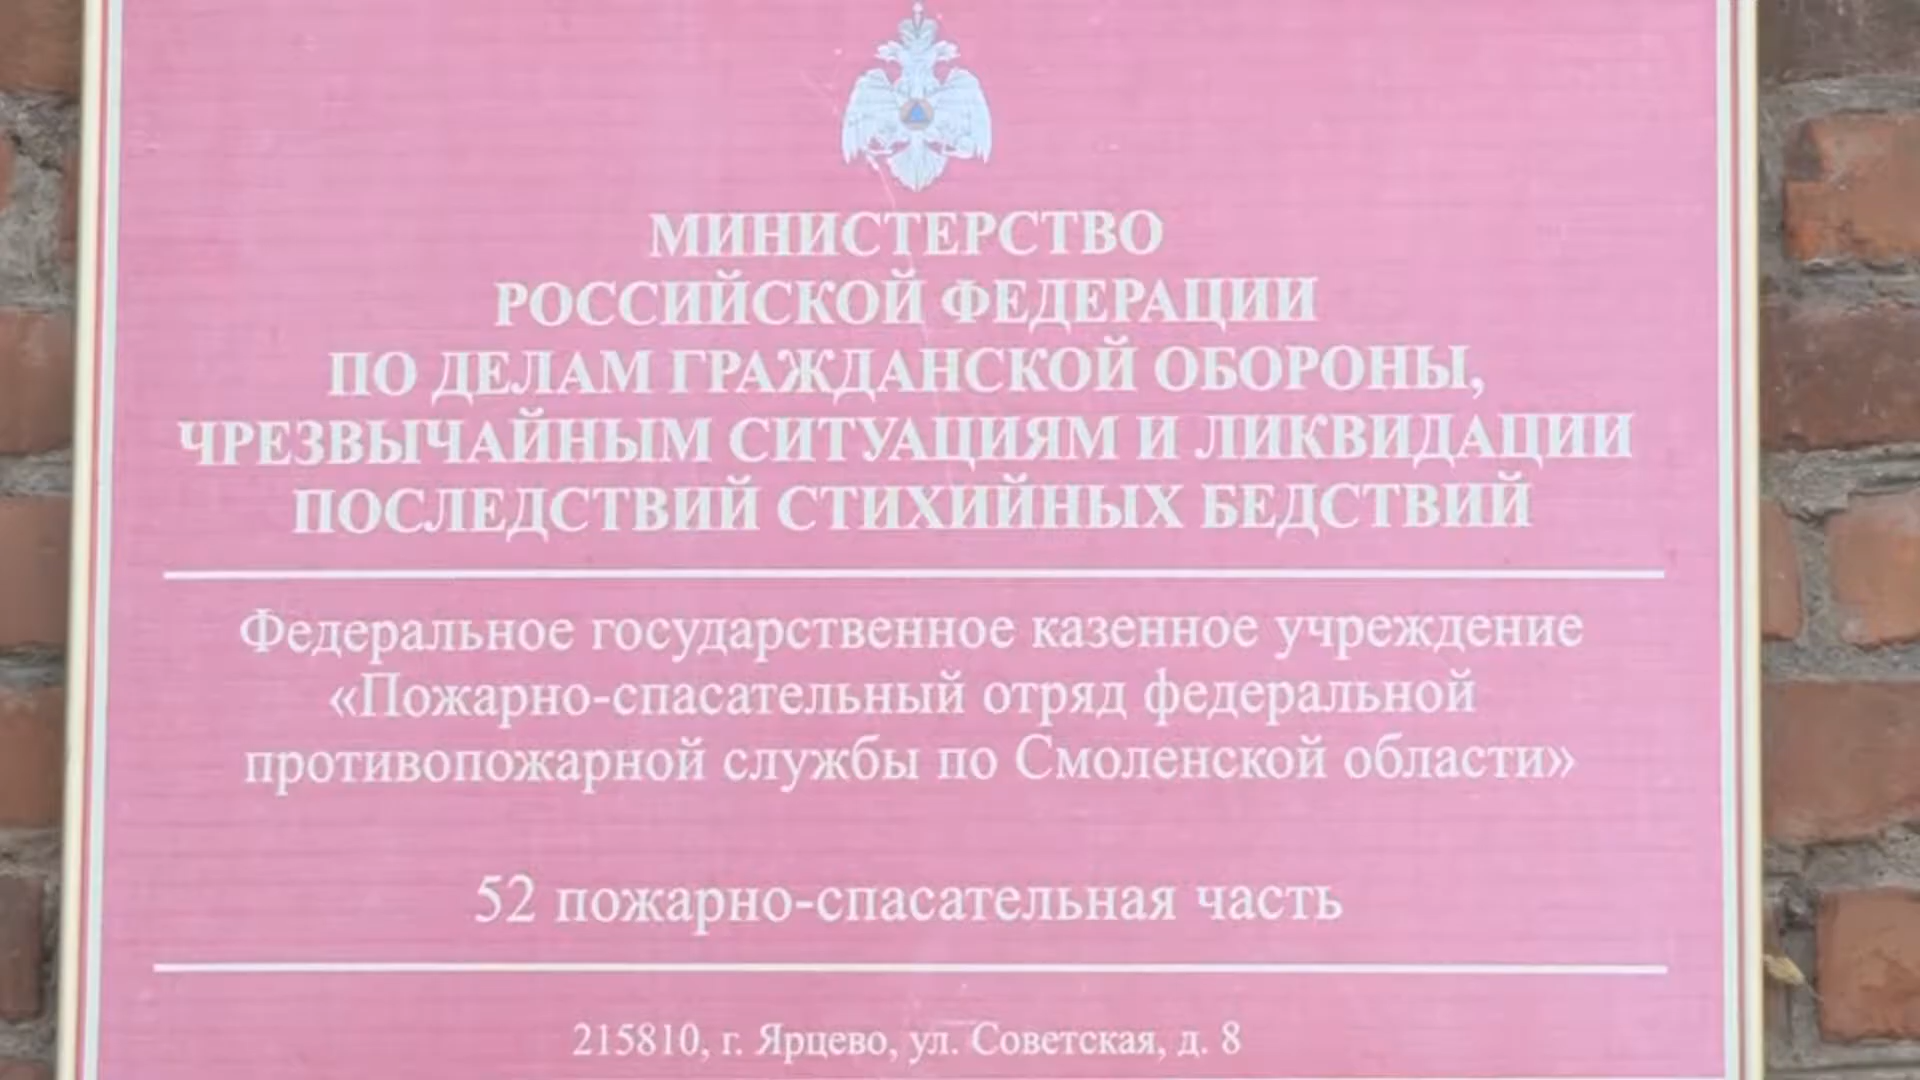 МИНИСТЕРСТВО
РОССИЙСКОЙ ФЕДЕРАЦИИ
ПО ДЕЛАМ ГРАЖДАНСКОЙ ОБОРОНЫ,
ЧРЕЗВЫЧАЙНЫМ СИТУАЦИЯМ И ЛИКВИДАЦИИ
ПОСЛЕДСТВИЙ СТИХИЙНЫХ БЕДСТВИЙ
Федеральное государственное казенное учреждение
«Пожарно-спасательный отряд федеральной
противопожарной службы по Смоленской области»
52 пожарно-спасательная часть
215810, г. Ярцево, ул. Советская, д. 8